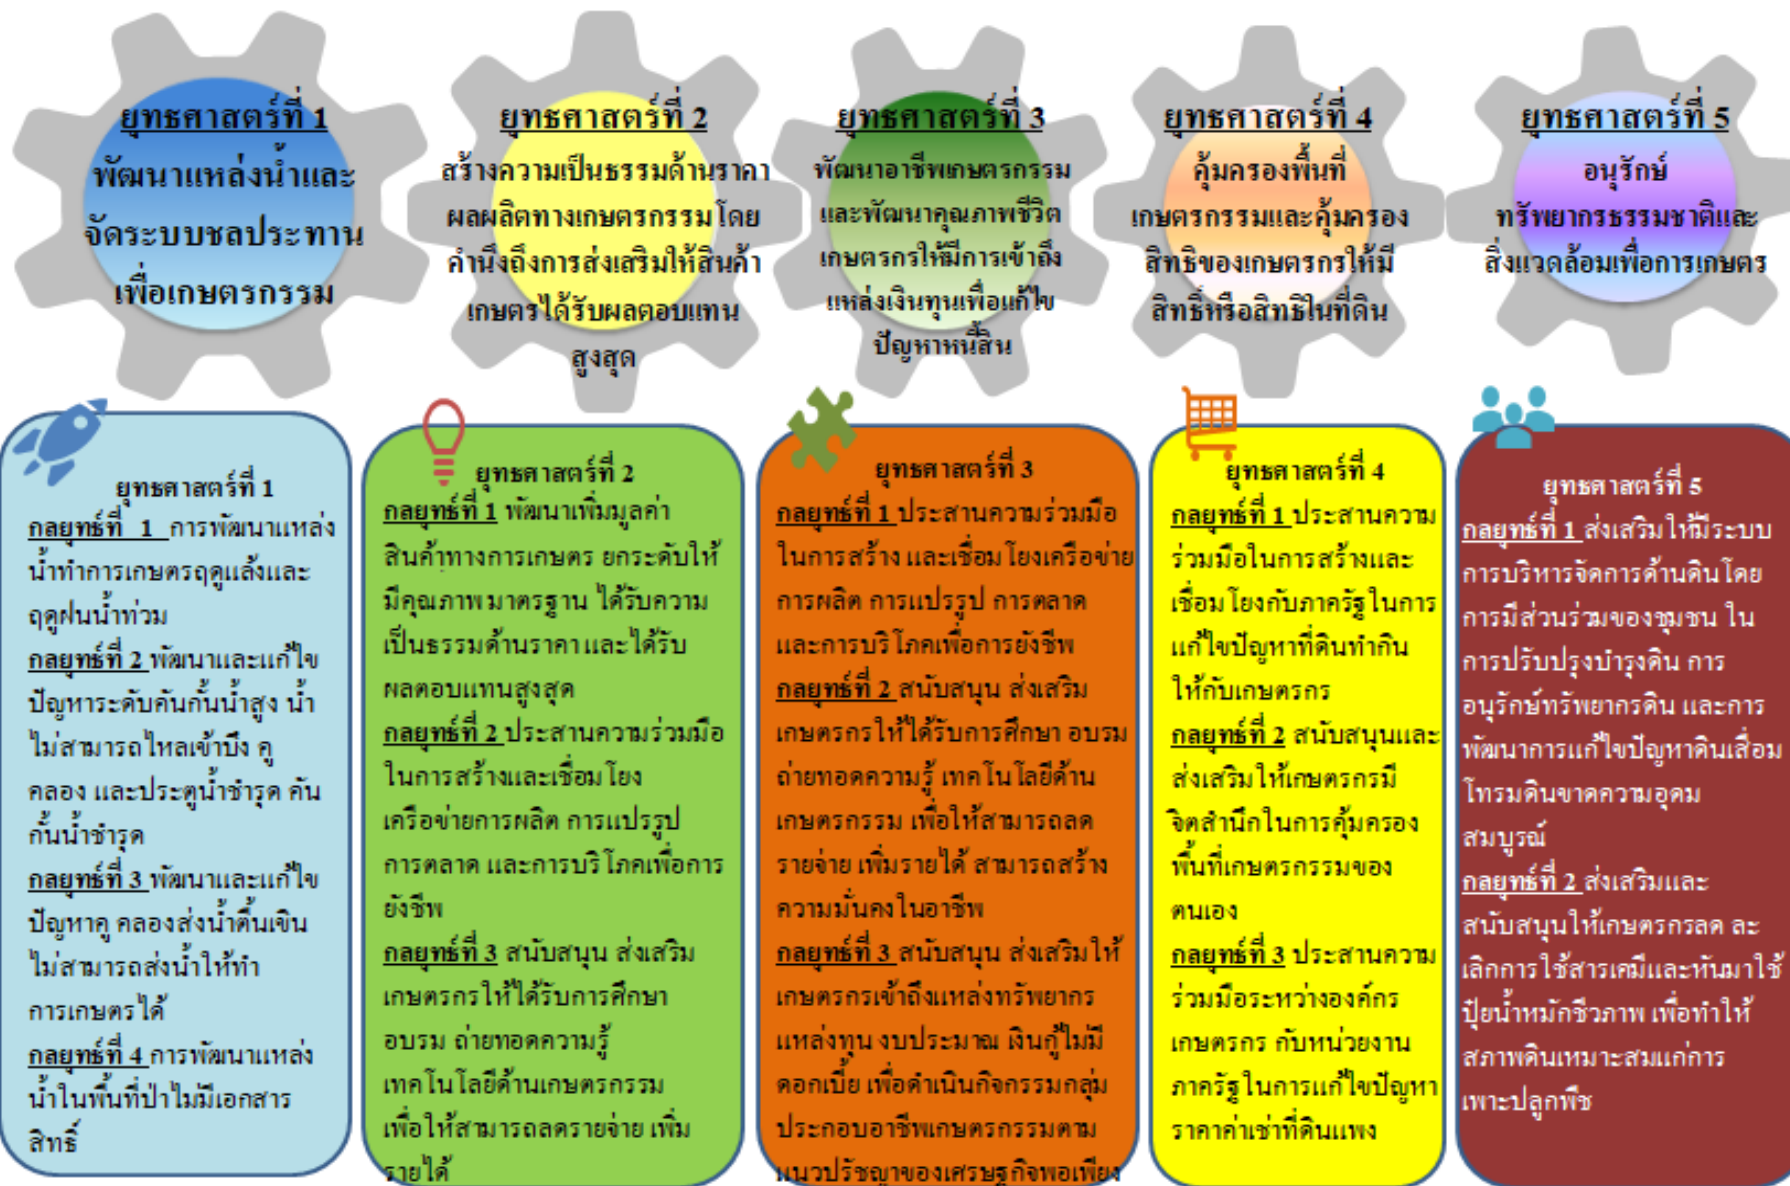 ยุทธศาสตร์ที่ 1
พัฒนาแหล่งน้ำและ
จัดระบบชลประทาน
เพื่อเกษตรกรรม
ยุทธศาสตร์ที่ 2
สร้างความเป็นธรรมด้านราคา
ผลผลิตทางเกษตรกรรมโดย
คำนึงถึงการส่งเสริมให้สินค้า
เกษตรได้รับผลตอบแทน
สูงสุด
ยุทธศาสตร์ที่ 3
พัฒนาอาชีพเกษตรกรรม
และพัฒนาคุณภาพชีวิต
เกษตรกรให้มีการเข้าถึง
แหล่งเงินทุนเพื่อแก้ไข
ปัญหาหนี้สิน
ยุทธศาสตร์ที่ 4
คุ้มครองพื้นที่
เกษตรกรรมและคุ้มครอง
สิทธิของเกษตรกรให้มี
สิทธิ์หรือสิทธิในที่ดิน
ยุทธศาสตร์ที่ 5
อนุรักษ์
ทรัพยากรธรรมชาติและ
สิ่งแวดล้อมเพื่อการเกษตร
ยุทธศาสตร์ที่ 1
กลยุทธ์ที่ 1 การพัฒนาแหล่ง
น้ำทำการเกษตรฤดูแล้งและ
ฤดูฝนน้ำท่วม
กลยุทธ์ที่ 2 พัฒนาและแก้ไข
ปัญหาระดับคันกั้นน้ำสูง น้ำ
ไม่สามารถไหลเข้าบึง คู
คลอง และประตูน้ำชำรุด คัน
กั้นน้ำชำรุด
กลยุทธ์ที่ 3 พัฒนาและแก้ไข
ปัญหาคู คลองส่งน้ำตื้นเขิน
ไม่สามารถส่งน้ำให้ทำ
การเกษตรได้
กลยุทธ์ที่ 4 การพัฒนาแหล่ง
น้ำในพื้นที่ป่าไม่มีเอกสาร
สิทธิ์
ยุทธศาสตร์ที่ 2
กลยุทธ์ที่ 1 พัฒนาเพิ่มมูลค่า
สินค้าทางการเกษตร ยกระดับให้
มีคุณภาพ มาตรฐาน ได้รับความ
เป็นธรรมด้านราคา และได้รับ
ผลตอบแทนสูงสุด
กลยุทธ์ที่ 2 ประสานความร่วมมือ
ในการสร้างและเชื่อมโยง
เครือข่ายการผลิต การแปรรูป
การตลาด และการบริโภคเพื่อการ
ยังชีพ
กลยุทธ์ที่ 3 สนับสนุน ส่งเสริม
เกษตรกรให้ได้รับการศึกษา
อบรม ถ่ายทอดความรู้
เทคโนโลยีด้านเกษตรกรรม
เพื่อให้สามารถลดรายจ่าย เพิ่ม
รายได้
ยุทธศาสตร์ที่ 3
กลยุทธ์ที่ 1 ประสานความร่วมมือ
ในการสร้าง และเชื่อมโยงเครือข่าย
การผลิต การแปรรูป การตลาด
และการบริโภคเพื่อการยังชีพ
กลยุทธ์ที่ 2 สนับสนุน ส่งเสริม
เกษตรกรให้ได้รับการศึกษา อบรม
ถ่ายทอดความรู้ เทคโนโลยีด้าน
เกษตรกรรม เพื่อให้สามารถลด
รายจ่าย เพิ่มรายได้ สามารถสร้าง
ความมั่นคงในอาชีพ
กลยุทธ์ที่ 3 สนับสนุน ส่งเสริมให้
เกษตรกรเข้าถึงแหล่งทรัพยากร
แหล่งทุน งบประมาณ เงินกู้ไม่มี
ดอกเบี้ย เพื่อดำเนินกิจกรรมกลุ่ม
ประกอบอาชีพเกษตรกรรมตาม
แนวปรัชญาของเศรษฐกิจพอเพียง
ยุทธศาสตร์ที่ 4
กลยุทธ์ที่ 1 ประสานความ
ร่วมมือในการสร้างและ
เชื่อมโยงกับภาครัฐในการ
แก้ไขปัญหาที่ดินทำกิน
ให้กับเกษตรกร
กลยุทธ์ที่ 2 สนับสนุนและ
ส่งเสริมให้เกษตรกรมี
จิตสำนึกในการคุ้มครอง
พื้นที่เกษตรกรรมของ
ตนเอง
กลยุทธ์ที่ 3 ประสานความ
ร่วมมือระหว่างองค์กร
เกษตรกร กับหน่วยงาน
ภาครัฐในการแก้ไขปัญหา
ราคาค่าเช่าที่ดินแพง
ยุทธศาสตร์ที่ 5
กลยุทธ์ที่ 1 ส่งเสริมให้มีระบบ
การบริหารจัดการด้านดินโดย
การมีส่วนร่วมของชุมชน ใน
การปรับปรุงบำรุงดิน การ
อนุรักษ์ทรัพยากรดิน และการ
พัฒนาการแก้ไขปัญหาดินเสื่อม
โทรมดินขาดความอุดม
สมบูรณ์
กลยุทธ์ที่ 2 ส่งเสริมและ
สนับสนุนให้เกษตรกรลด ละ
เลิกการใช้สารเคมีและหันมาใช้
ปุ๋ยน้ำหมักชีวภาพ เพื่อทำให้
สภาพดินเหมาะสมแก่การ
เพาะปลูกพืช